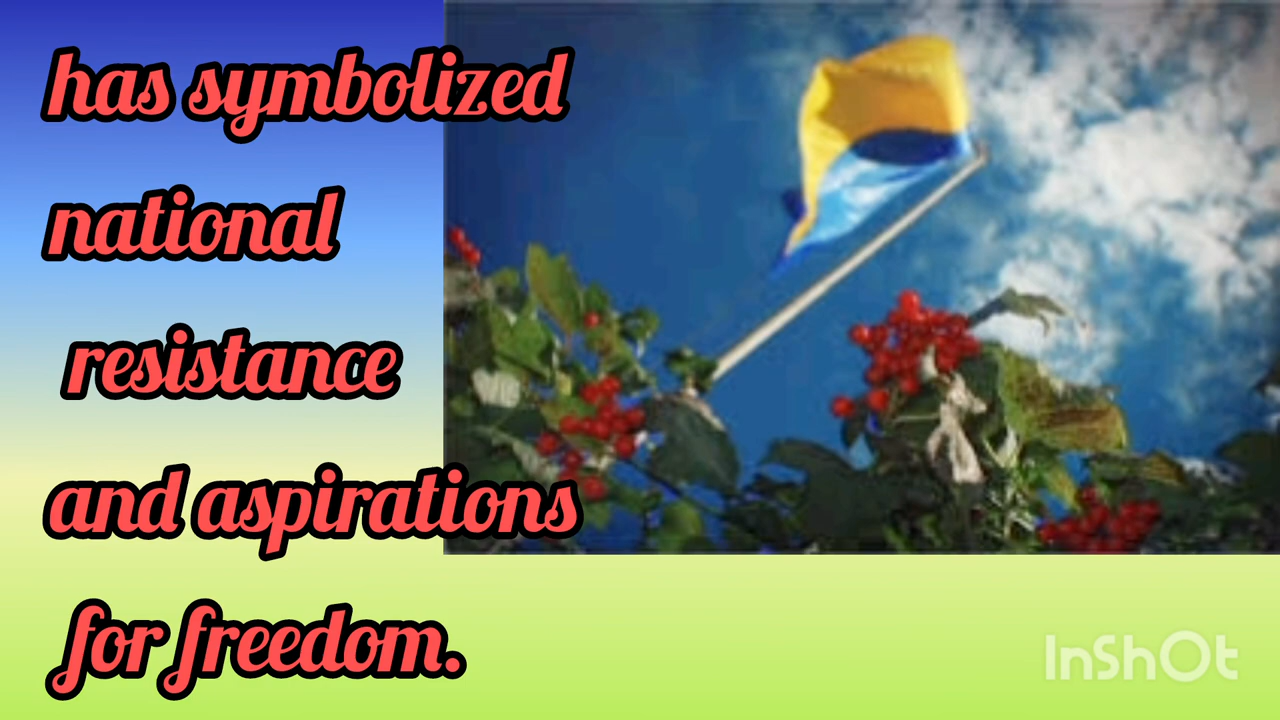 has symbolized
national
resistance
and aspirations
for freedom.
InShOt